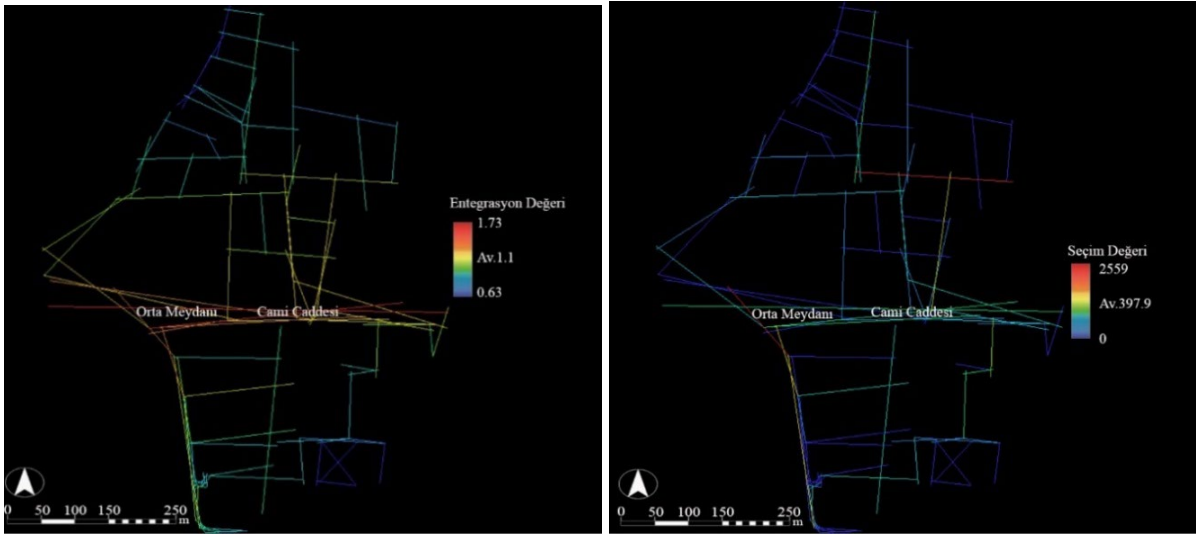 Entegrasyon Değeri
1.73
Av.1.1
0.63
Orta Meydanı Cami Caddesi
0 50 100 150 250
m
Seçim Değeri
2559
Av.397.9
0
Orta Meydanı Cami Caddesi
0 50 100 150 250
m